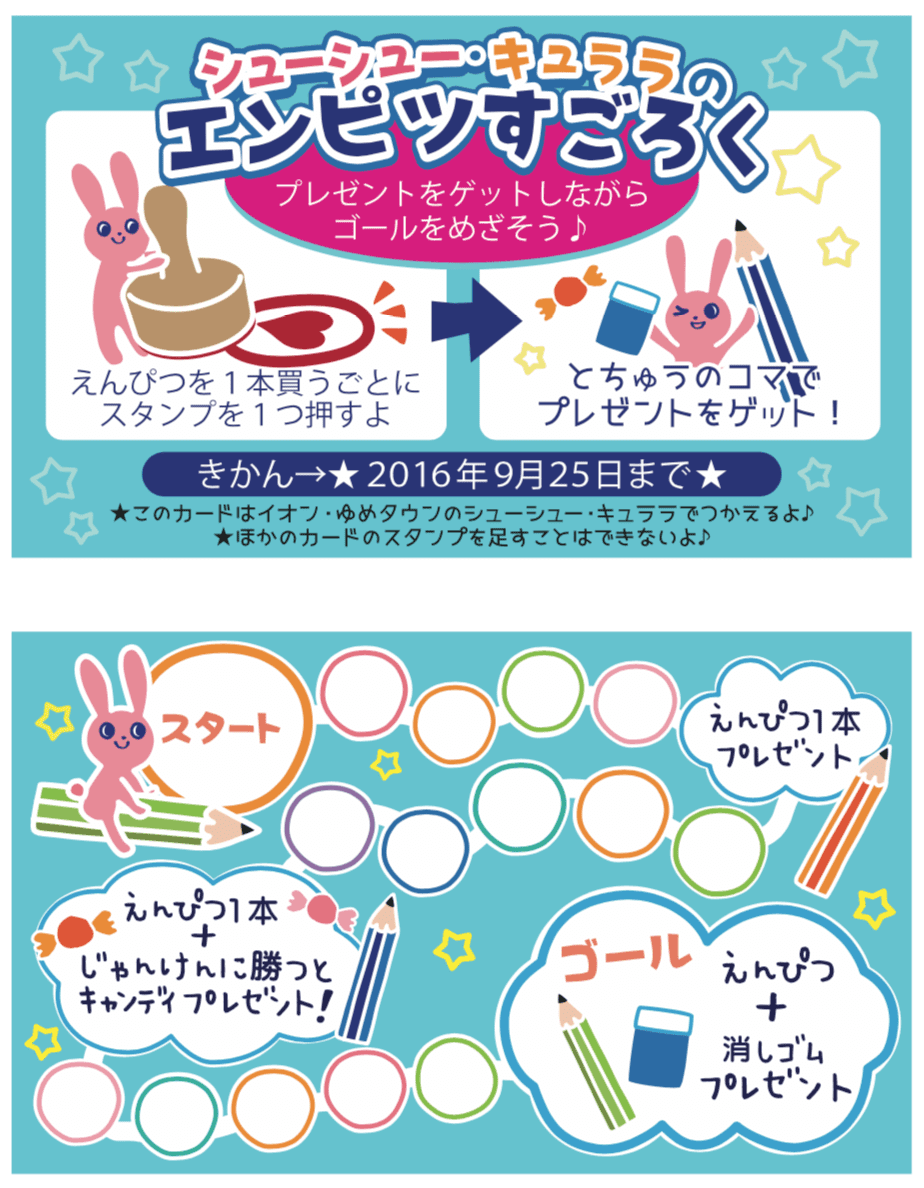 シューシュー・キュララの
エンピツすごろく
プレゼントをゲットしながら
ゴールをめざそう♪
えんぴつを1本買うごとに
スタンプを1つ押すよ
とちゅうのコマで
プレゼントをゲット！
きかん→★2016年9月25日まで★
★このカードはイオン・ゆめタウンのシューシュー・キュララでつかえるよ♪
★ほかのカードのスタンプを足すことはできないよ♪
スタート
えんぴつ1本
プレゼント
えんぴつ1本
+
じゃんけんに勝つと
キャンディプレゼント!
ゴール
えんぴつ
+
消しゴム
プレゼント